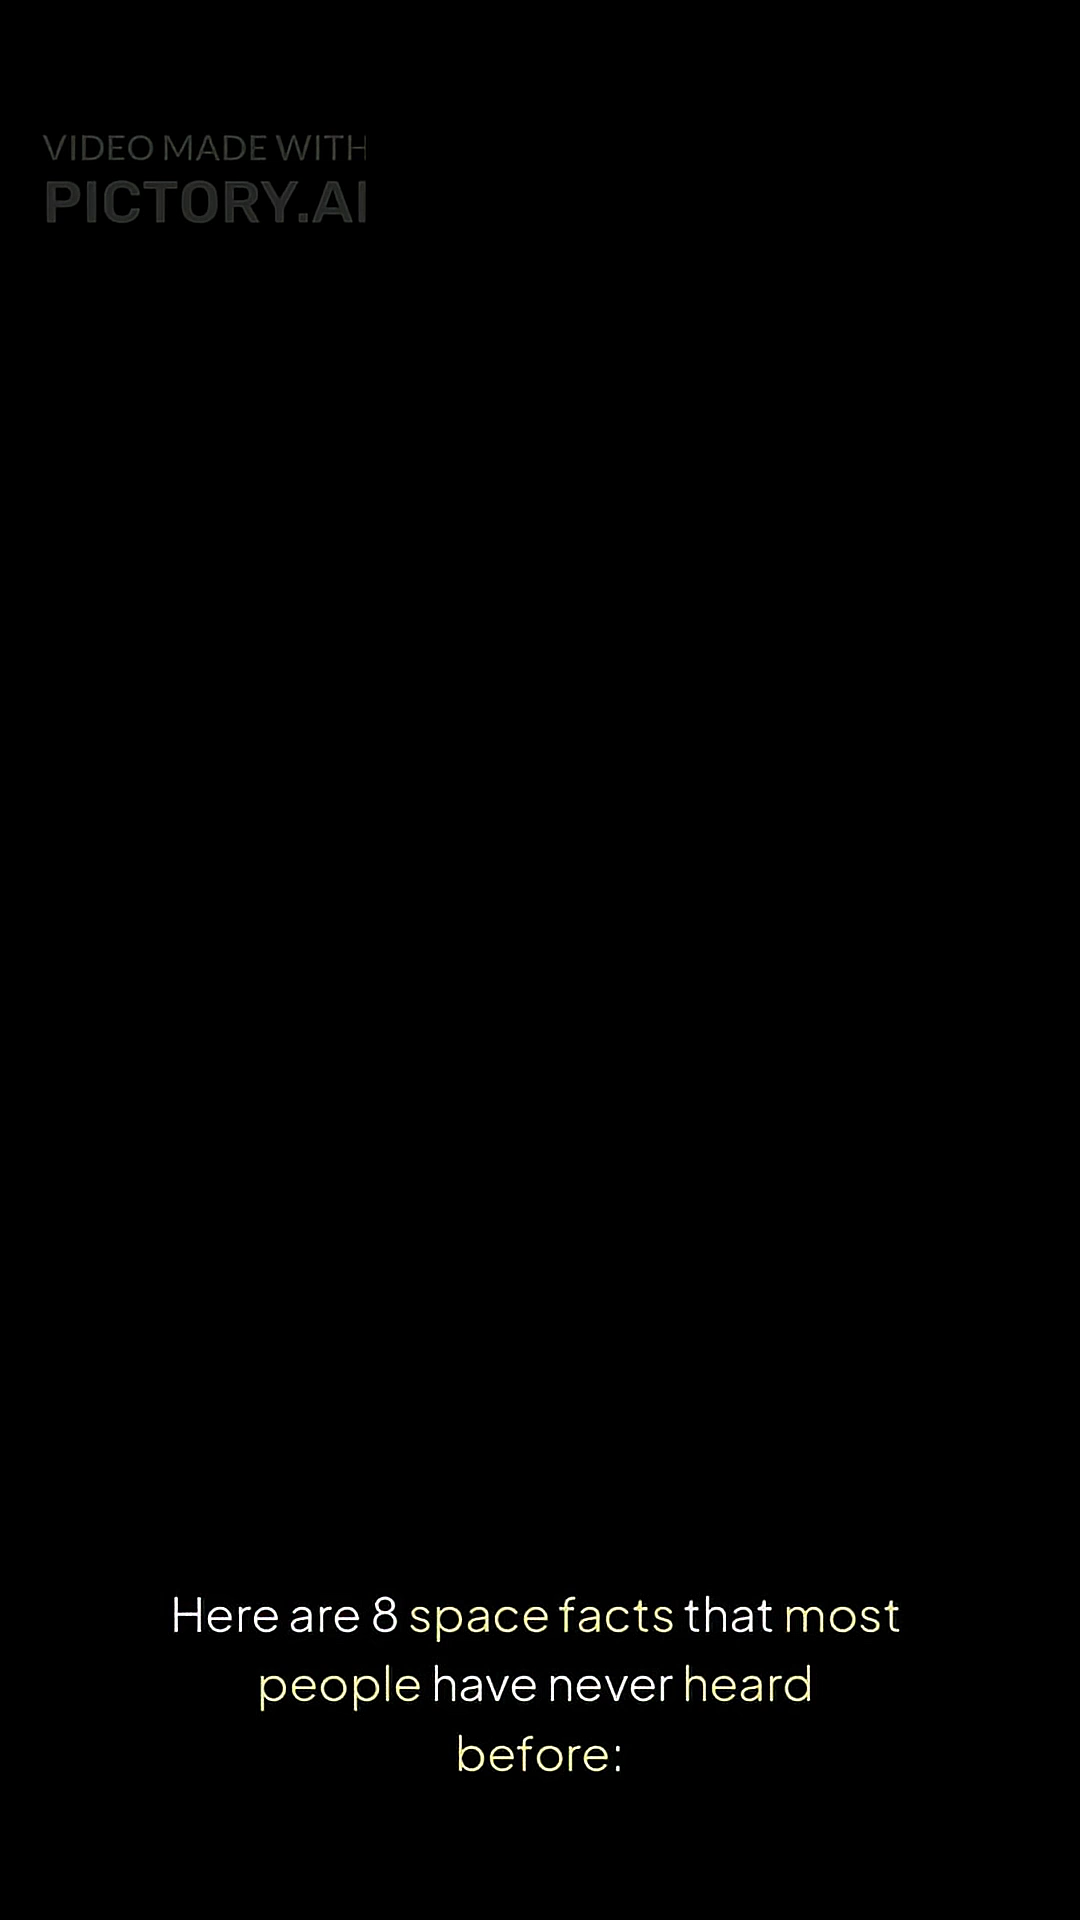 VIDEO MADE WITH
PICTORY.AI
Here are 8 space facts that most
people have never heard
before: